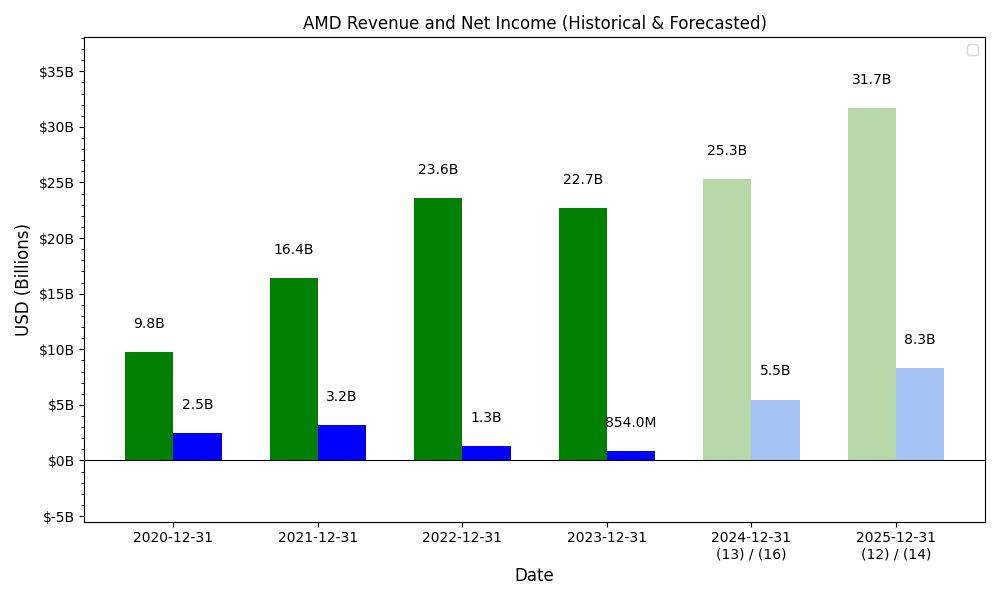 AMD Revenue and Net Income (Historical & Forecasted)
USD (Billions)
$35B
$30B
$25B
$20B
$15B
$10B
$5B
$0B
$-5B
9.8B
2.5B
16.4B
3.2B
23.6B
1.3B
22.7B
854.0M
25.3B
5.5B
31.7B
8.3B
2020-12-31
2021-12-31
2022-12-31
2023-12-31
2024-12-31
(13) / (16)
2025-12-31
(12) / (14)
Date